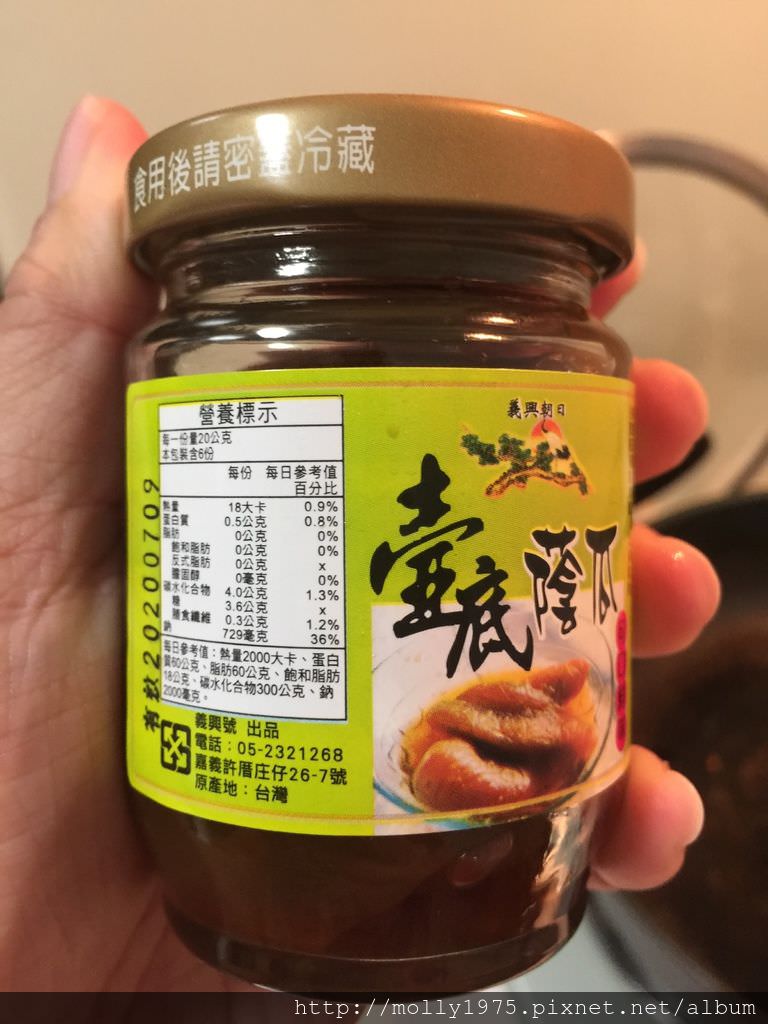 食用後請密蓋冷藏
營養標示
每一份量20公克
本包裝含6份
每份 每日參考值百分比
熱量 18大卡 0.9%
蛋白質 0.5公克 0.8%
脂肪 0公克 0%
飽和脂肪 0公克 0%
反式脂肪 0公克 x
膽固醇 0毫克 0%
碳水化合物 4.0公克 1.3%
糖 3.6公克 x
膳食纖維 0.3公克 1.2%
鈉 729毫克 36%
每日參考值：熱量2000大卡、蛋白
質60公克、脂肪60公克、飽和脂肪
18公克、碳水化合物300公克、鈉
2000毫克。
有效20200709
義興號 出品
電話：05-2321268
嘉義許厝庄仔26-7號
原產地：台灣
義興朝日
壺底蔭瓜
http://molly1975.pixnet.net/album